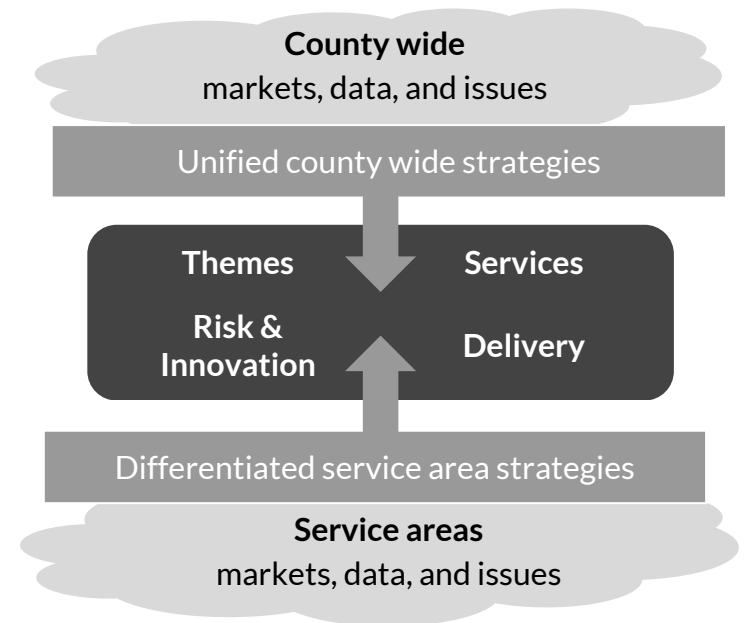 County wide
markets, data, and issues
Unified county wide strategies
Themes
Services
Risk &
Innovation
Delivery
Differentiated service area strategies
Service areas
markets, data, and issues